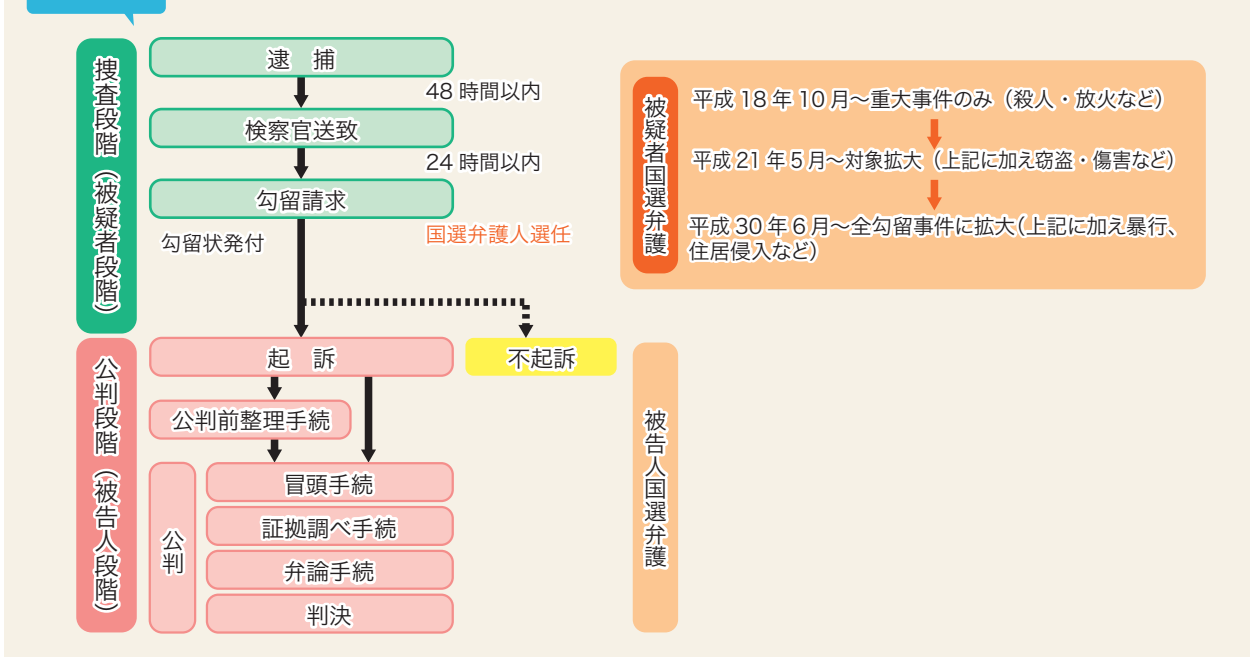 捜査段階（被疑者段階）
逮　捕
48 時間以内
検察官送致
24 時間以内
勾留請求
勾留状発付
国選弁護人選任
被疑者国選弁護
平成 18 年 10 月～重大事件のみ（殺人・放火など）
平成 21 年 5 月～対象拡大（上記に加え窃盗・傷害など）
平成 30 年 6 月～全勾留事件に拡大（上記に加え暴行、
住居侵入など）
公判段階（被告人段階）
起　訴
不起訴
公判前整理手続
公判
冒頭手続
証拠調べ手続
弁論手続
判決
被告人国選弁護